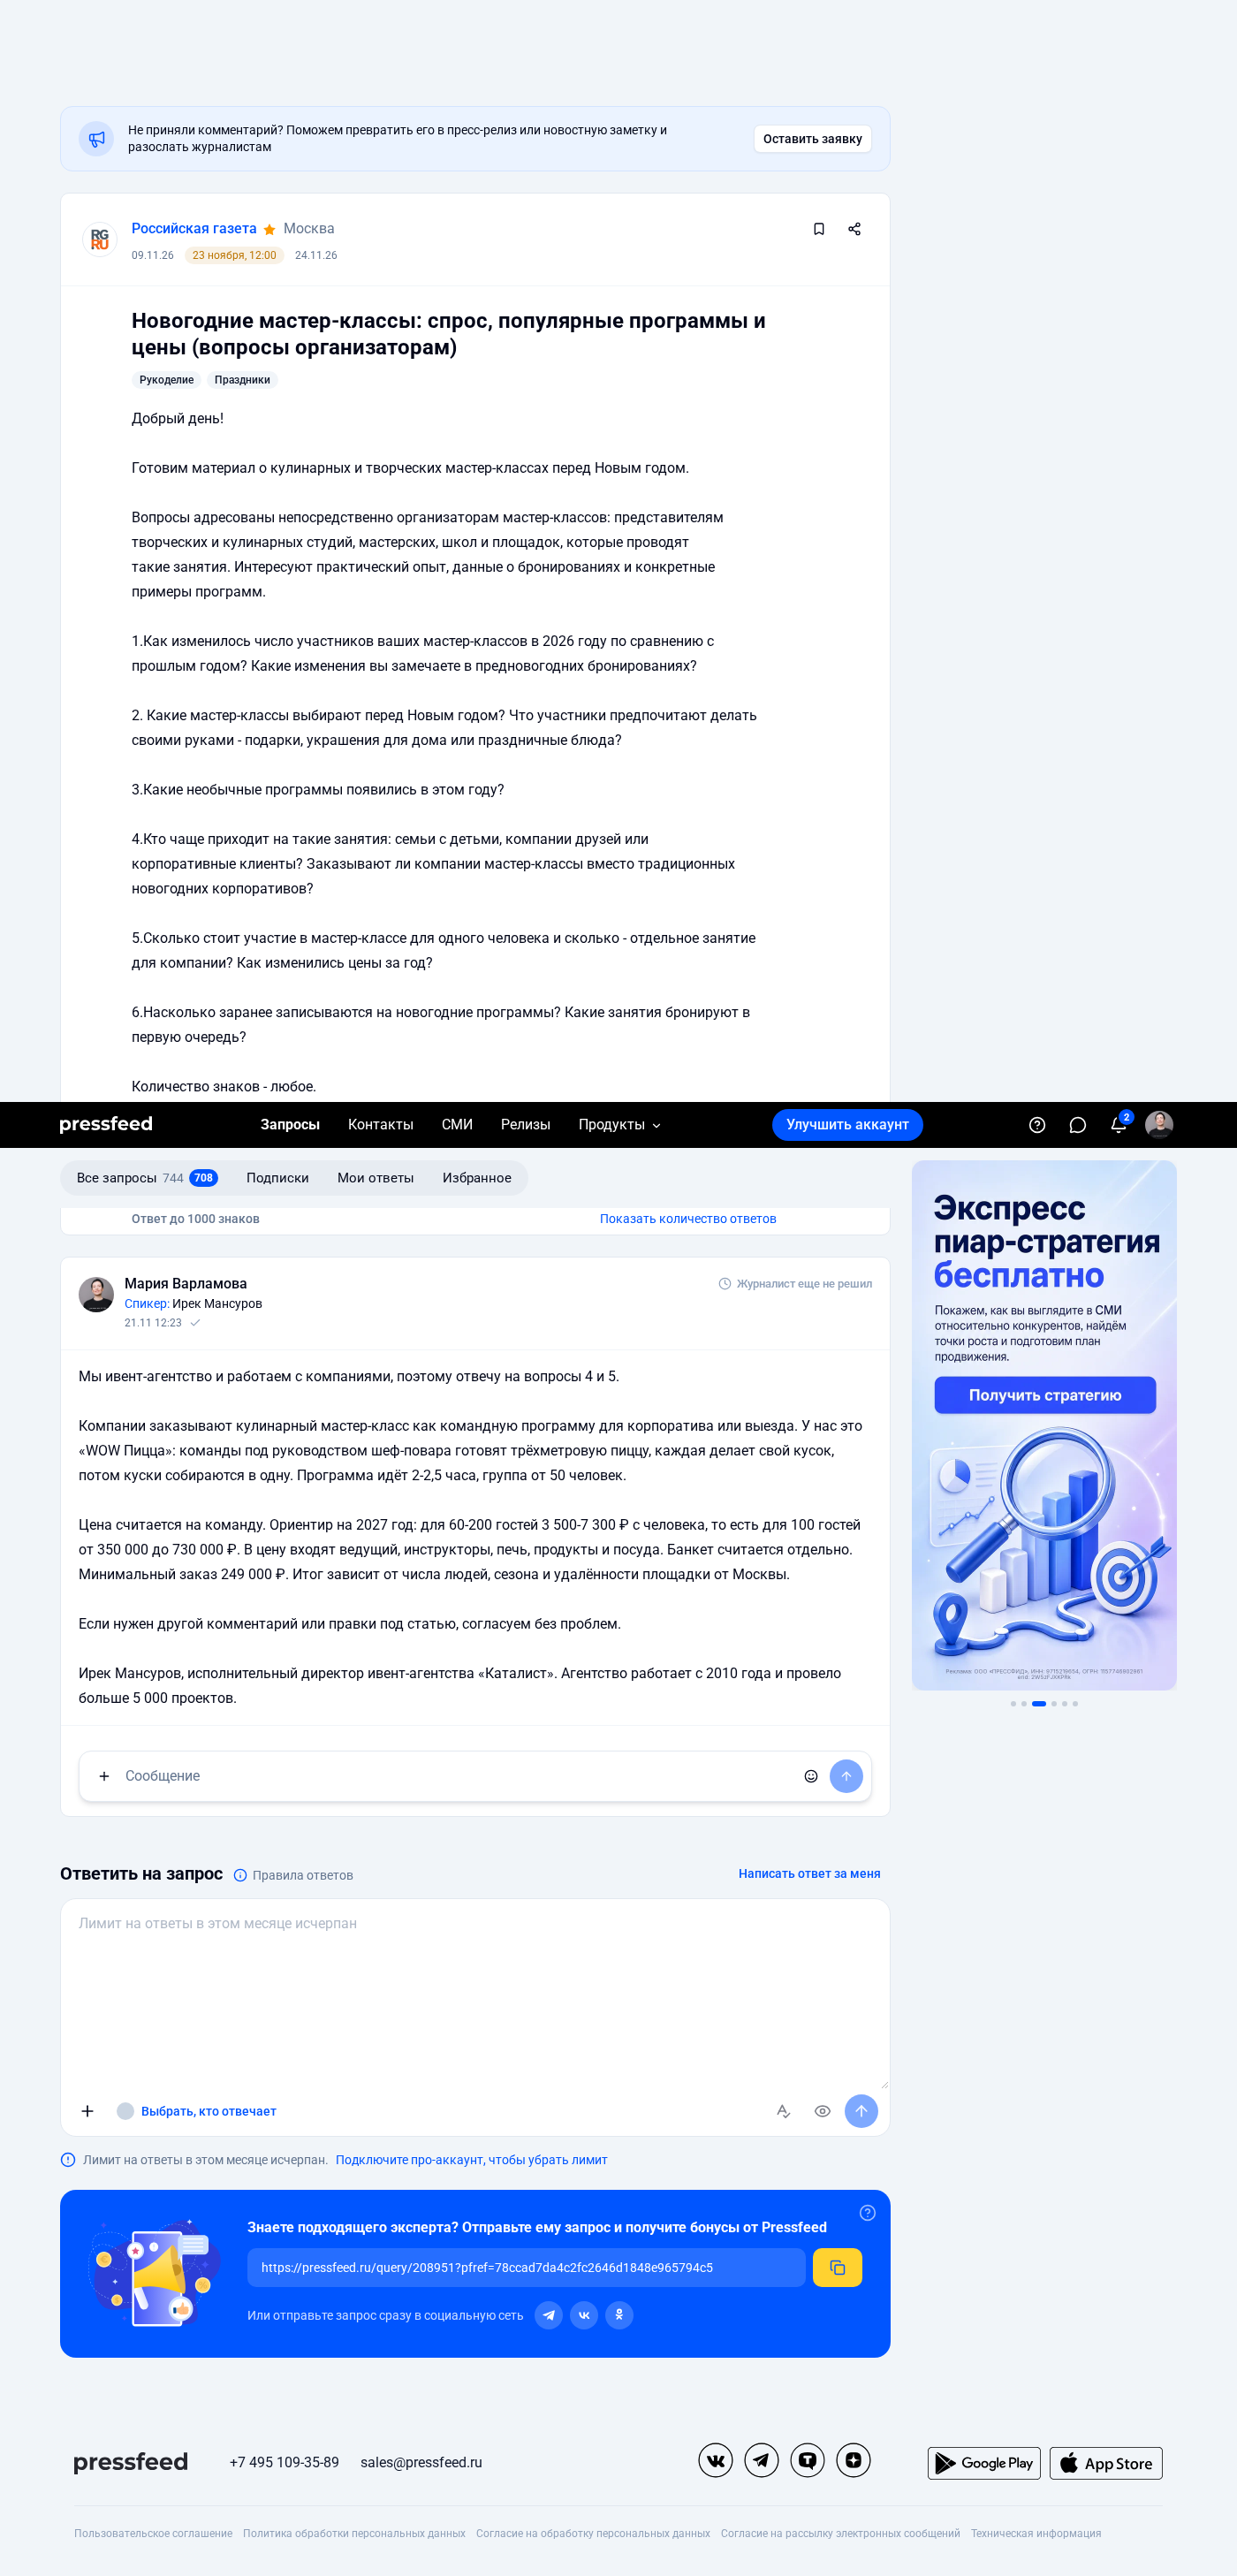 Не приняли комментарий? Поможем превратить его в пресс-релиз или новостную заметку и
разослать журналистам
Оставить заявку
RG
RU
Российская газета
Москва
09.11.26
23 ноября, 12:00
24.11.26
Новогодние мастер-классы: спрос, популярные программы и
цены (вопросы организаторам)
Рукоделие
Праздники
Добрый день!
Готовим материал о кулинарных и творческих мастер-классах перед Новым годом.
Вопросы адресованы непосредственно организаторам мастер-классов: представителям
творческих и кулинарных студий, мастерских, школ и площадок, которые проводят
такие занятия. Интересуют практический опыт, данные о бронированиях и конкретные
примеры программ.
1.Как изменилось число участников ваших мастер-классов в 2026 году по сравнению с
прошлым годом? Какие изменения вы замечаете в предновогодних бронированиях?
2. Какие мастер-классы выбирают перед Новым годом? Что участники предпочитают делать
своими руками - подарки, украшения для дома или праздничные блюда?
3.Какие необычные программы появились в этом году?
4.Кто чаще приходит на такие занятия: семьи с детьми, компании друзей или
корпоративные клиенты? Заказывают ли компании мастер-классы вместо традиционных
новогодних корпоративов?
5.Сколько стоит участие в мастер-классе для одного человека и сколько - отдельное занятие
для компании? Как изменились цены за год?
6.Насколько заранее записываются на новогодние программы? Какие занятия бронируют в
первую очередь?
Количество знаков - любое.
pressfeed
Запросы
Контакты
СМИ
Релизы
Продукты
Улучшить аккаунт
2
Все запросы 744 708
Подписки
Мои ответы
Избранное
Ответ до 1000 знаков
Показать количество ответов
Экспресс
пиар-стратегия
бесплатно
Покажем, как вы выглядите в СМИ
относительно конкурентов, найдём
точки роста и подготовим план
продвижения.
Получить стратегию
Мария Варламова
Журналист еще не решил
Спикер: Ирек Мансуров
21.11 12:23
Мы ивент-агентство и работаем с компаниями, поэтому отвечу на вопросы 4 и 5.
Компании заказывают кулинарный мастер-класс как командную программу для корпоратива или выезда. У нас это
«WOW Пицца»: команды под руководством шеф-повара готовят трёхметровую пиццу, каждая делает свой кусок,
потом куски собираются в одну. Программа идёт 2-2,5 часа, группа от 50 человек.
Цена считается на команду. Ориентир на 2027 год: для 60-200 гостей 3 500-7 300 ₽ с человека, то есть для 100 гостей
от 350 000 до 730 000 ₽. В цену входят ведущий, инструкторы, печь, продукты и посуда. Банкет считается отдельно.
Минимальный заказ 249 000 ₽. Итог зависит от числа людей, сезона и удалённости площадки от Москвы.
Если нужен другой комментарий или правки под статью, согласуем без проблем.
Ирек Мансуров, исполнительный директор ивент-агентства «Каталист». Агентство работает с 2010 года и провело
больше 5 000 проектов.
Сообщение
Ответить на запрос
Правила ответов
Написать ответ за меня
Лимит на ответы в этом месяце исчерпан
Выбрать, кто отвечает
Лимит на ответы в этом месяце исчерпан.
Подключите про-аккаунт, чтобы убрать лимит
Знаете подходящего эксперта? Отправьте ему запрос и получите бонусы от Pressfeed
https://pressfeed.ru/query/208951?pfref=78ccad7da4c2fc2646d1848e965794c5
Или отправьте запрос сразу в социальную сеть
pressfeed
+7 495 109-35-89
sales@pressfeed.ru
Google Play
App Store
Пользовательское соглашение
Политика обработки персональных данных
Согласие на обработку персональных данных
Согласие на рассылку электронных сообщений
Техническая информация